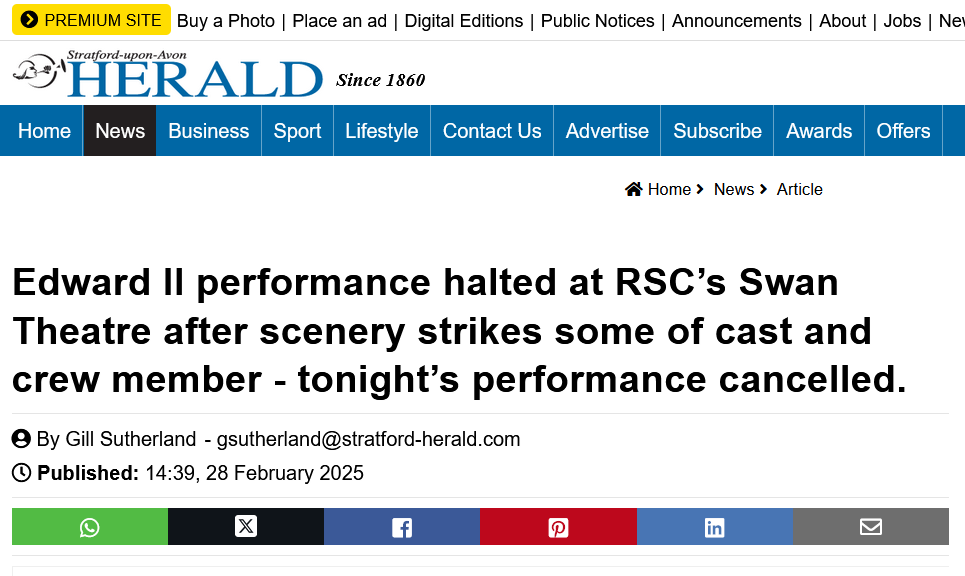 PREMIUM SITE Buy a Photo | Place an ad | Digital Editions | Public Notices | Announcements | About | Jobs |
Stratford-upon-Avon
HERALD Since 1860
Home News Business Sport Lifestyle Contact Us Advertise Subscribe Awards Offers
Home News Article
Edward II performance halted at RSC’s Swan
Theatre after scenery strikes some of cast and
crew member - tonight’s performance cancelled.
By Gill Sutherland - gsutherland@stratford-herald.com
Published: 14:39, 28 February 2025